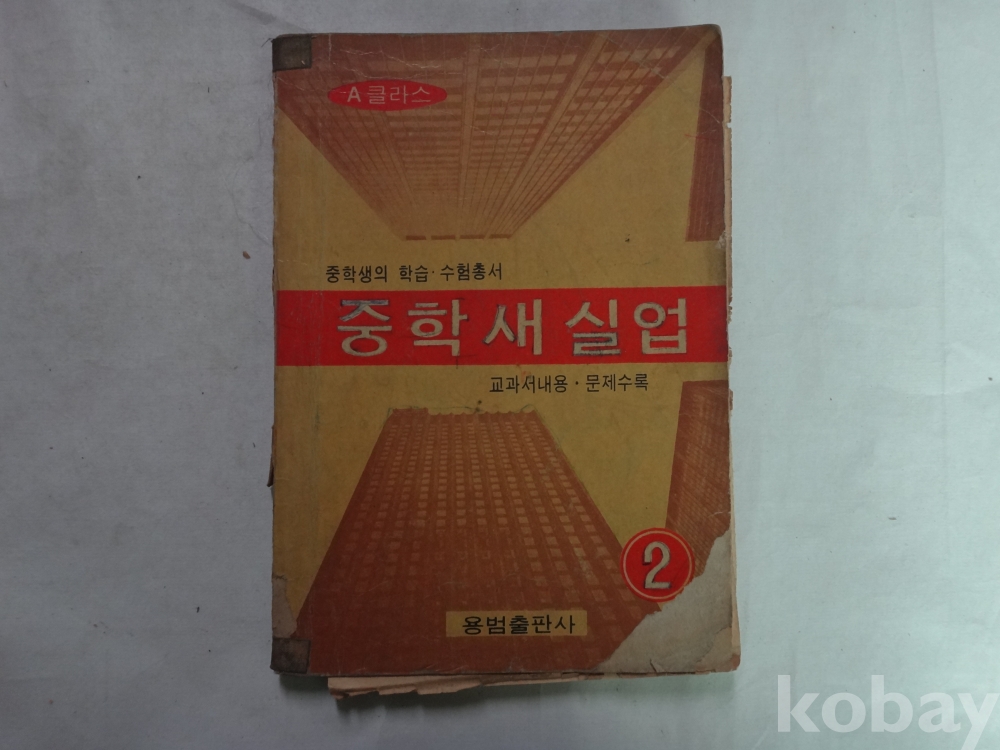 A클라스
중학생의 학습·수험총서
중학새실업
교과서내용·문제수록
2
용범출판사
kobay